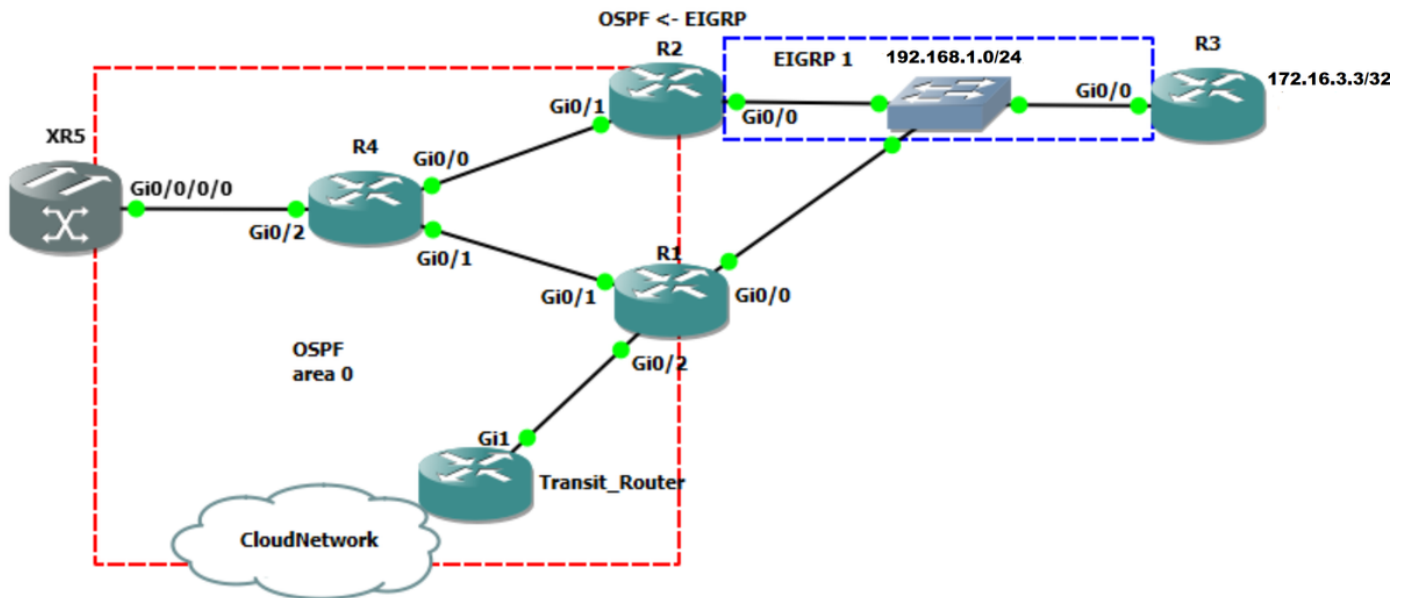 OSPF <- EIGRP
R2
EIGRP 1
192.168.1.0/24
R3
172.16.3.3/32
Gi0/1
Gi0/0
Gi0/0
XR5
R4
Gi0/0
Gi0/0/0/0
Gi0/2
Gi0/1
R1
Gi0/1
Gi0/0
OSPF
area 0
Gi0/2
Gi1
Transit_Router
CloudNetwork